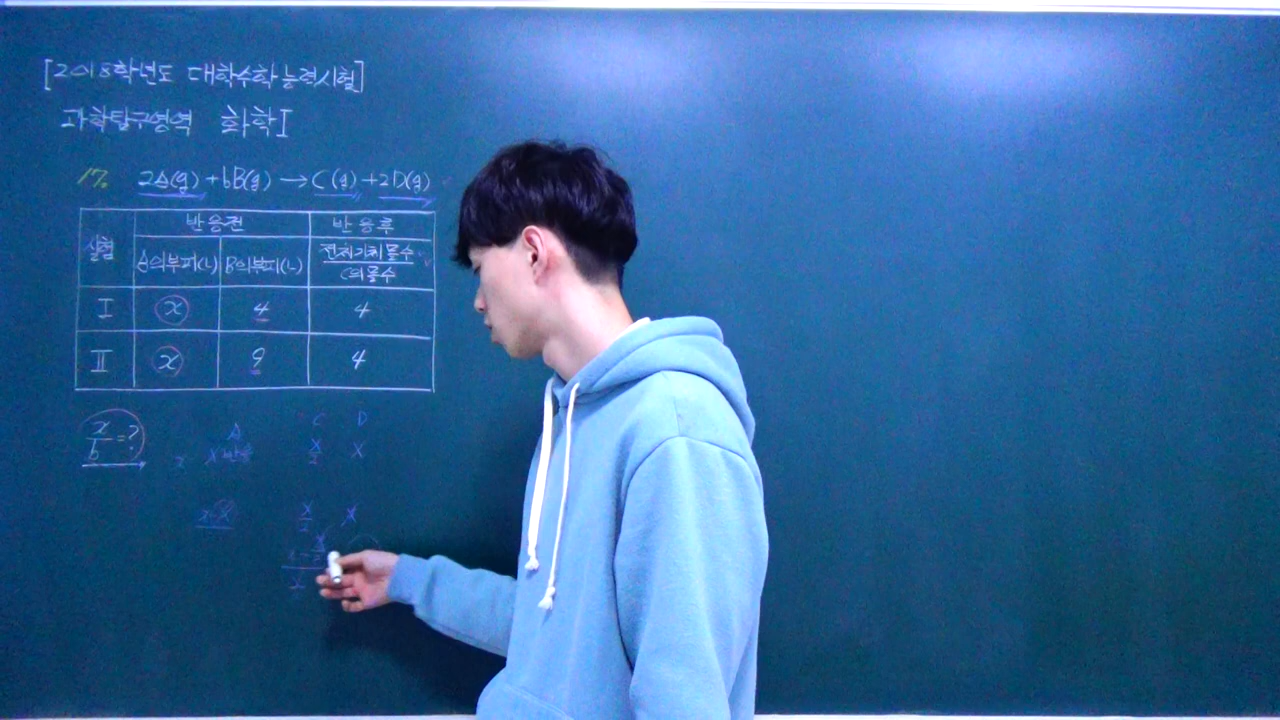 [2018학년도 대학수학능력시험]
과학탐구영역 화학I
17. 2A(g) + bB(g) → C(g) + 2D(g)
실험 반응전 반응후
A의부피(L) B의부피(L) 전체기체몰수/C의몰수
I x 4 4
II x 9 4
x/b = ?
A C D
x x반응 x/2 x
x/2 x
x